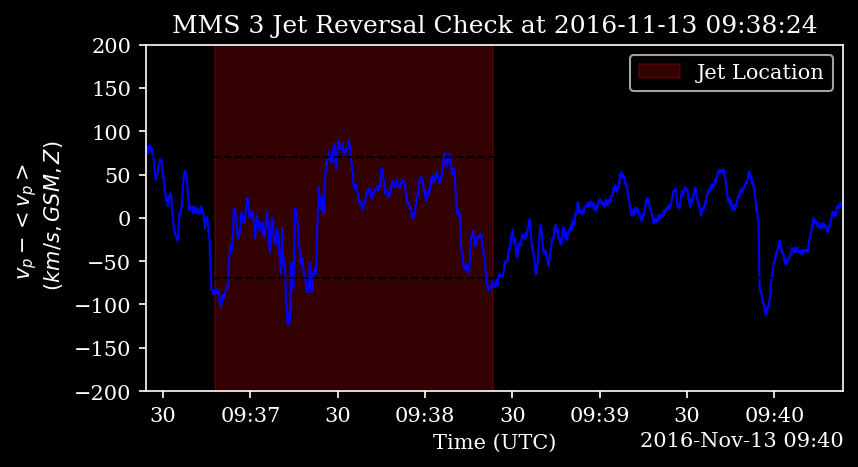 MMS 3 Jet Reversal Check at 2016-11-13 09:38:24
v_p − < v_p >
(km/s, GSM, Z)
200
150
100
50
0
−50
−100
−150
−200
Jet Location
30
09:37
30
09:38
30
09:39
30
09:40
Time (UTC)
2016-Nov-13 09:40